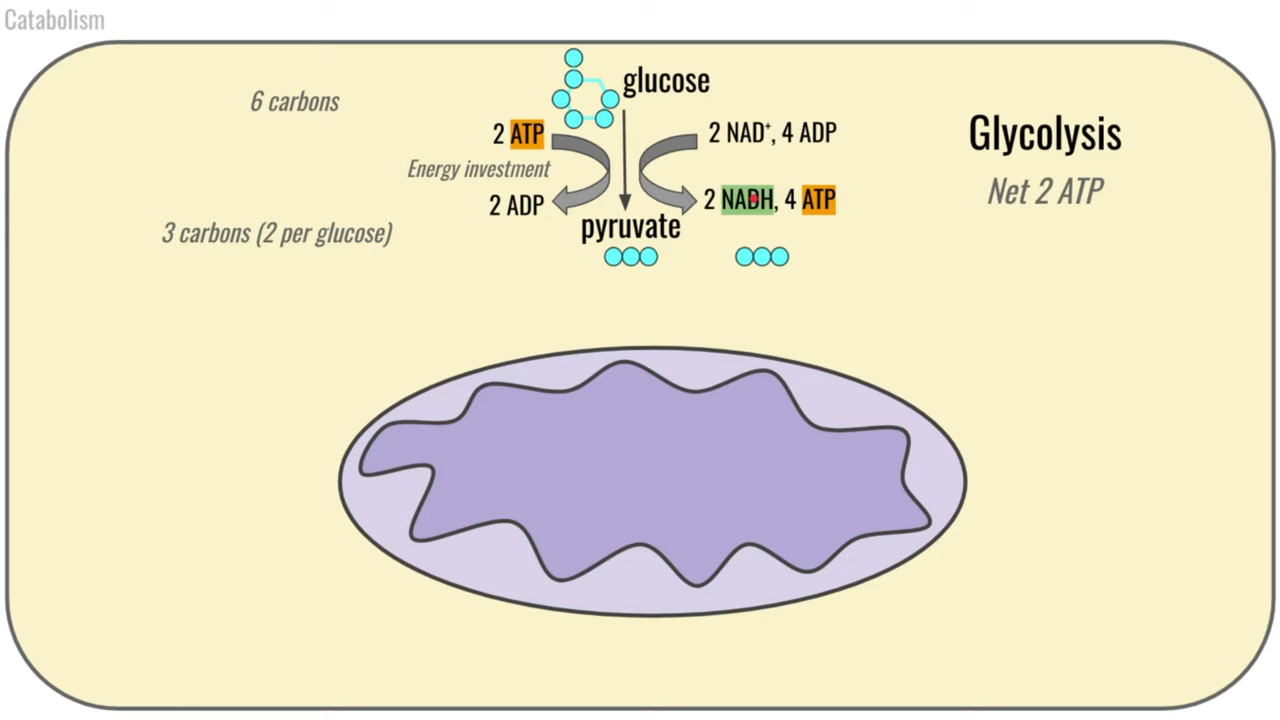 Catabolism
6 carbons
glucose
2 ATP
2 NAD⁺, 4 ADP
Energy investment
2 ADP
2 NADH, 4 ATP
pyruvate
3 carbons (2 per glucose)
Glycolysis
Net 2 ATP